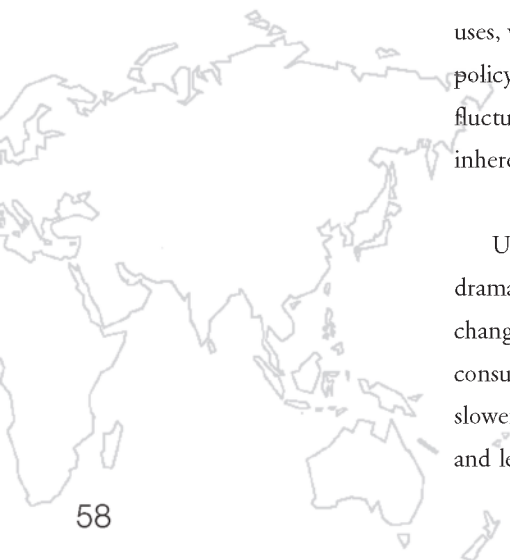 uses,
policy
fluctu
inhere
U
drama
chang
consu
slowe
and le
58